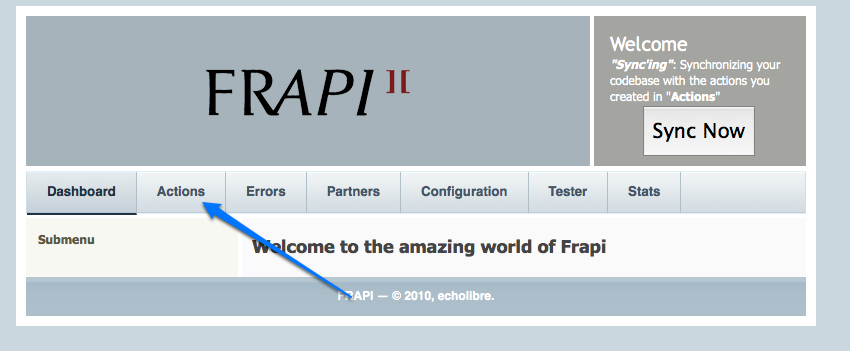 FRAPI ][
Welcome
"Sync'ing": Synchronizing your
codebase with the actions you
created in "Actions"
Sync Now
Dashboard Actions Errors Partners Configuration Tester Stats
Submenu
Welcome to the amazing world of Frapi
FRAPI — © 2010, echolibre.